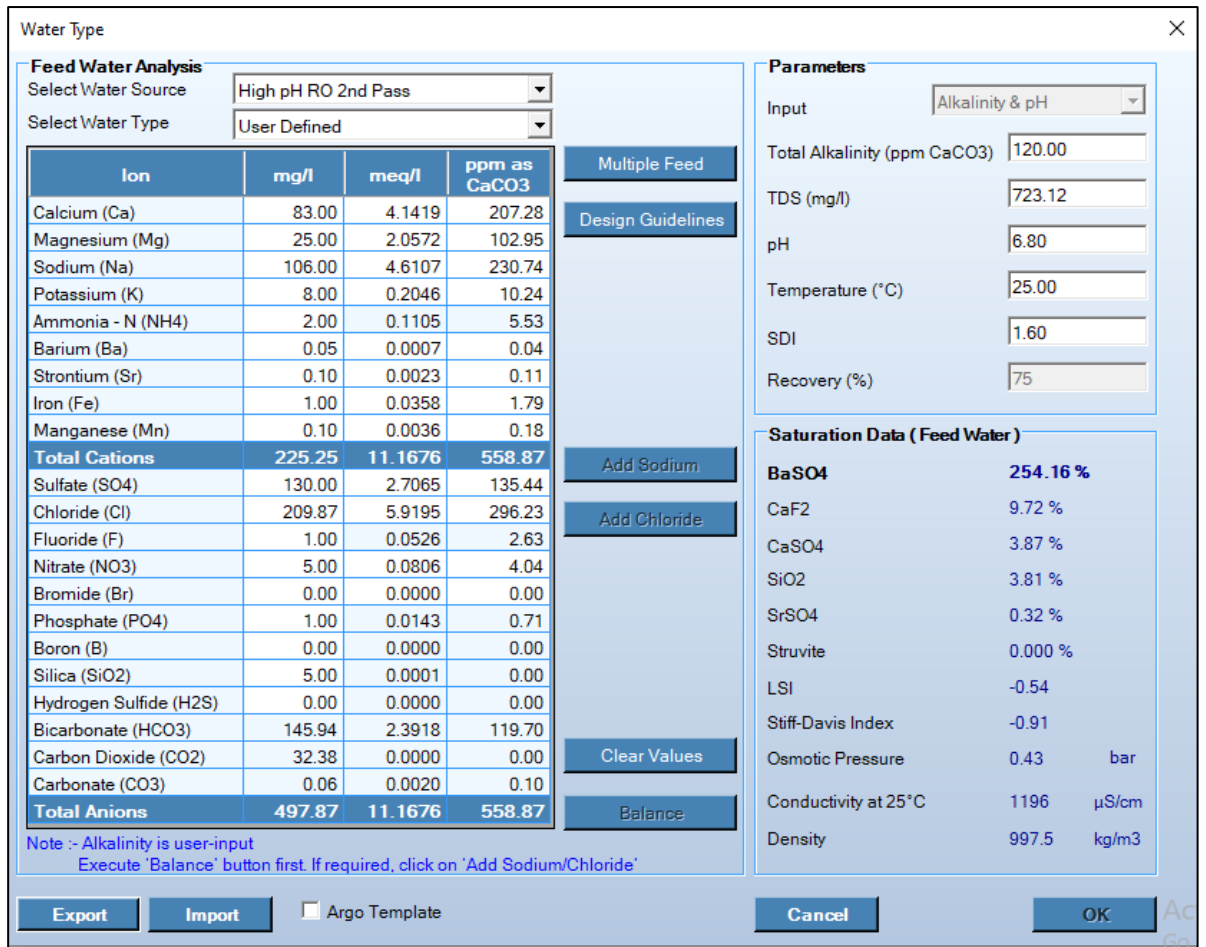 Water Type
Feed Water Analysis
Select Water Source High pH RO 2nd Pass
Select Water Type User Defined
Ion mg/l meq/l ppm as CaCO3
Calcium (Ca) 83.00 4.1419 207.28
Magnesium (Mg) 25.00 2.0572 102.95
Sodium (Na) 106.00 4.6107 230.74
Potassium (K) 8.00 0.2046 10.24
Ammonia - N (NH4) 2.00 0.1105 5.53
Barium (Ba) 0.05 0.0007 0.04
Strontium (Sr) 0.10 0.0023 0.11
Iron (Fe) 1.00 0.0358 1.79
Manganese (Mn) 0.10 0.0036 0.18
Total Cations 225.25 11.1676 558.87
Sulfate (SO4) 130.00 2.7065 135.44
Chloride (Cl) 209.87 5.9195 296.23
Fluoride (F) 1.00 0.0526 2.63
Nitrate (NO3) 5.00 0.0806 4.04
Bromide (Br) 0.00 0.0000 0.00
Phosphate (PO4) 1.00 0.0143 0.71
Boron (B) 0.00 0.0000 0.00
Silica (SiO2) 5.00 0.0001 0.00
Hydrogen Sulfide (H2S) 0.00 0.0000 0.00
Bicarbonate (HCO3) 145.94 2.3918 119.70
Carbon Dioxide (CO2) 32.38 0.0000 0.00
Carbonate (CO3) 0.06 0.0020 0.10
Total Anions 497.87 11.1676 558.87
Note :- Alkalinity is user-input
Execute 'Balance' button first. If required, click on 'Add Sodium/Chloride'
Multiple Feed
Design Guidelines
Add Sodium
Add Chloride
Clear Values
Balance
Parameters
Input Alkalinity & pH
Total Alkalinity (ppm CaCO3) 120.00
TDS (mg/l) 723.12
pH 6.80
Temperature (°C) 25.00
SDI 1.60
Recovery (%) 75
Saturation Data ( Feed Water )
BaSO4 254.16 %
CaF2 9.72 %
CaSO4 3.87 %
SiO2 3.81 %
SrSO4 0.32 %
Struvite 0.000 %
LSI -0.54
Stiff-Davis Index -0.91
Osmotic Pressure 0.43 bar
Conductivity at 25°C 1196 µS/cm
Density 997.5 kg/m3
Export Import Argo Template Cancel OK